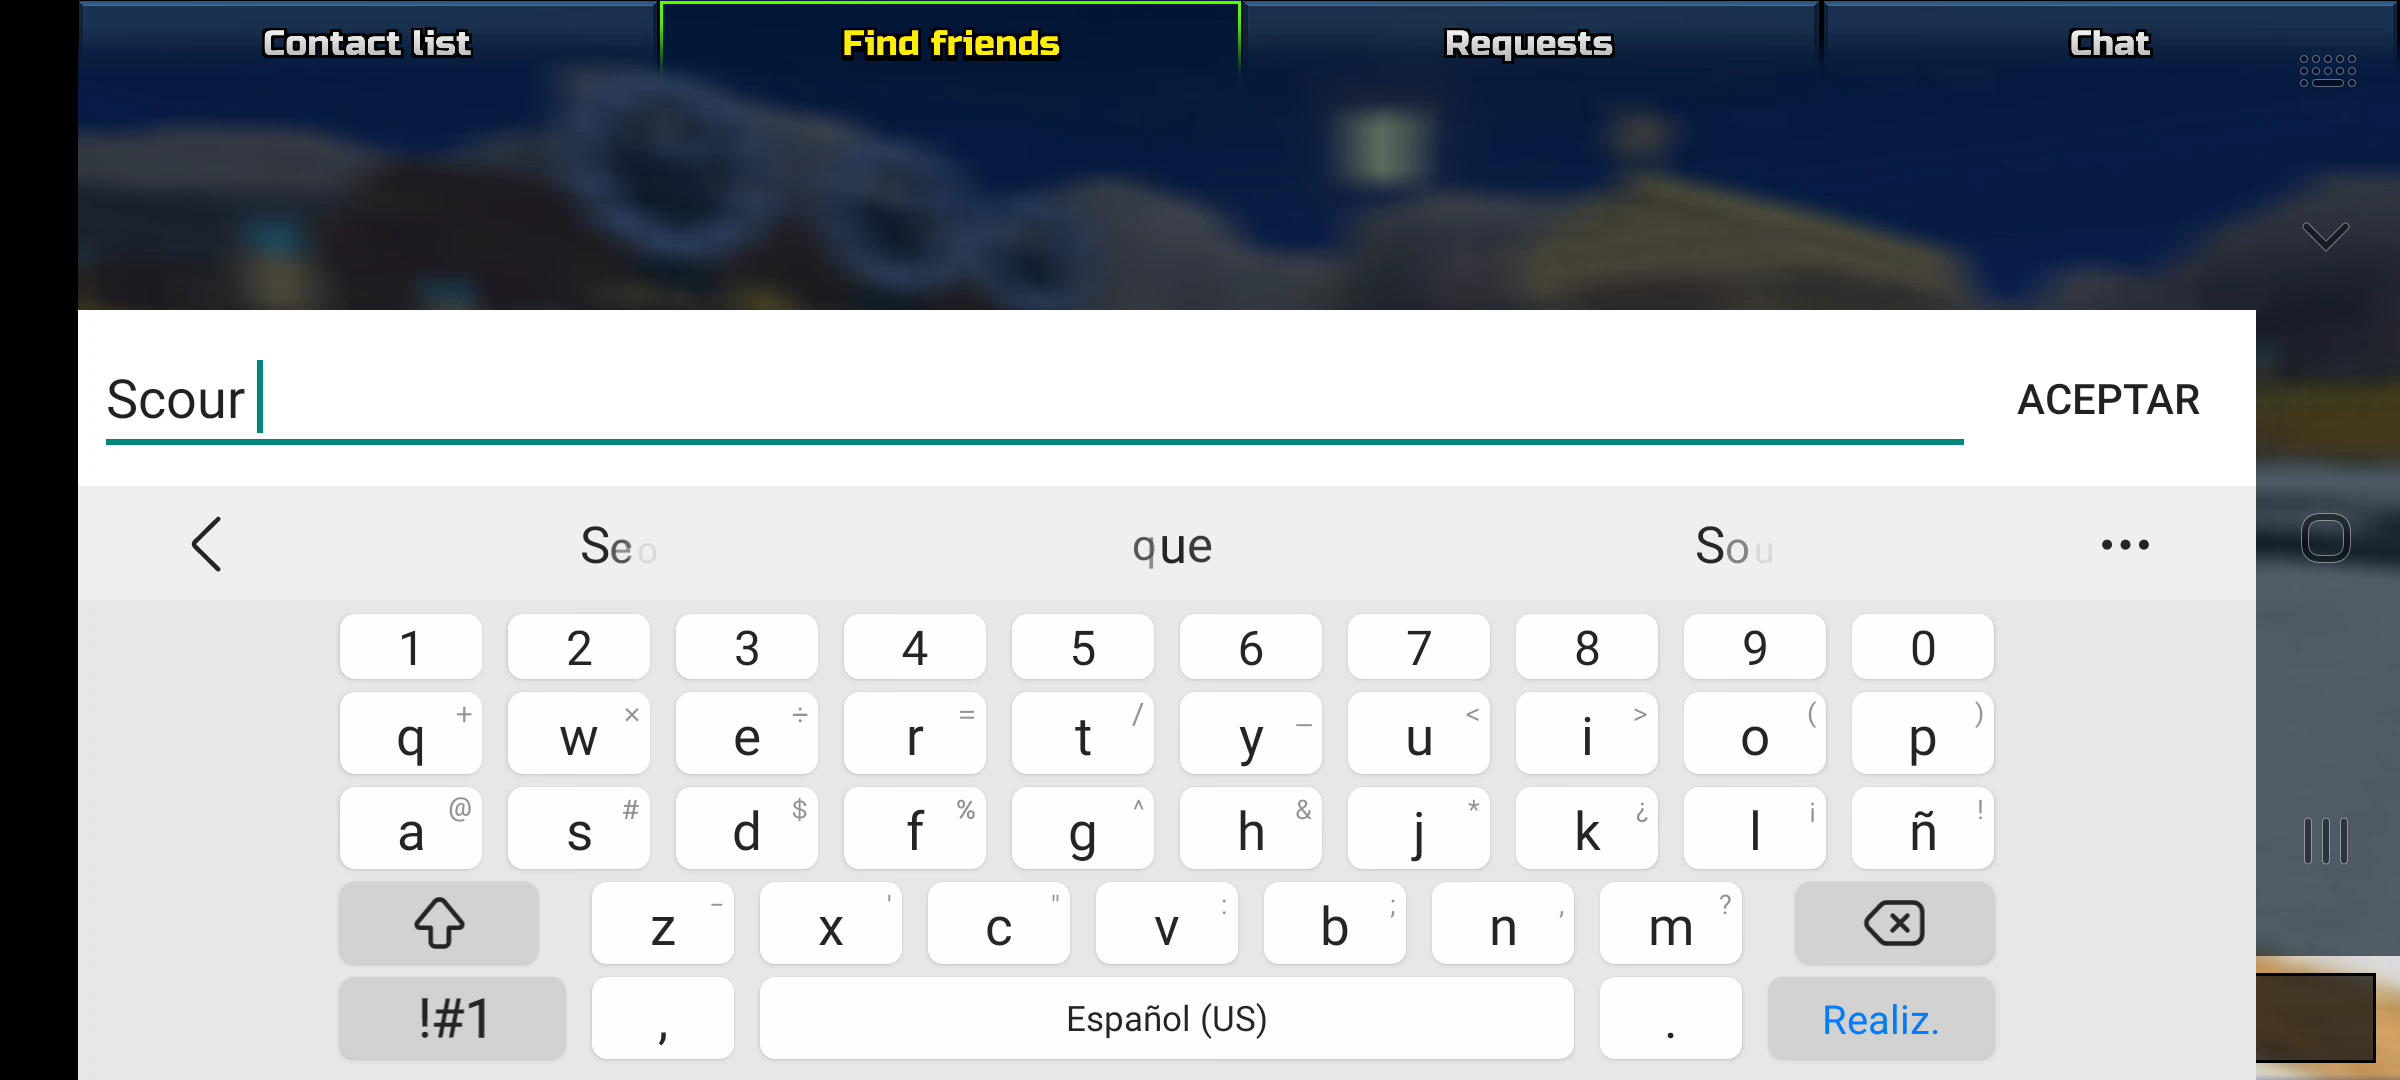 Contact list Find friends Requests Chat
Scour ACEPTAR
Seo que Sou
1 2 3 4 5 6 7 8 9 0
q + w × e ÷ r = t / y _ u < i > o ( p )
a @ s # d $ f % g ^ h & j * k ¿ l ¡ ñ !
z - x ' c " v : b ; n , m ?
!#1 , Español (US) . Realiz.